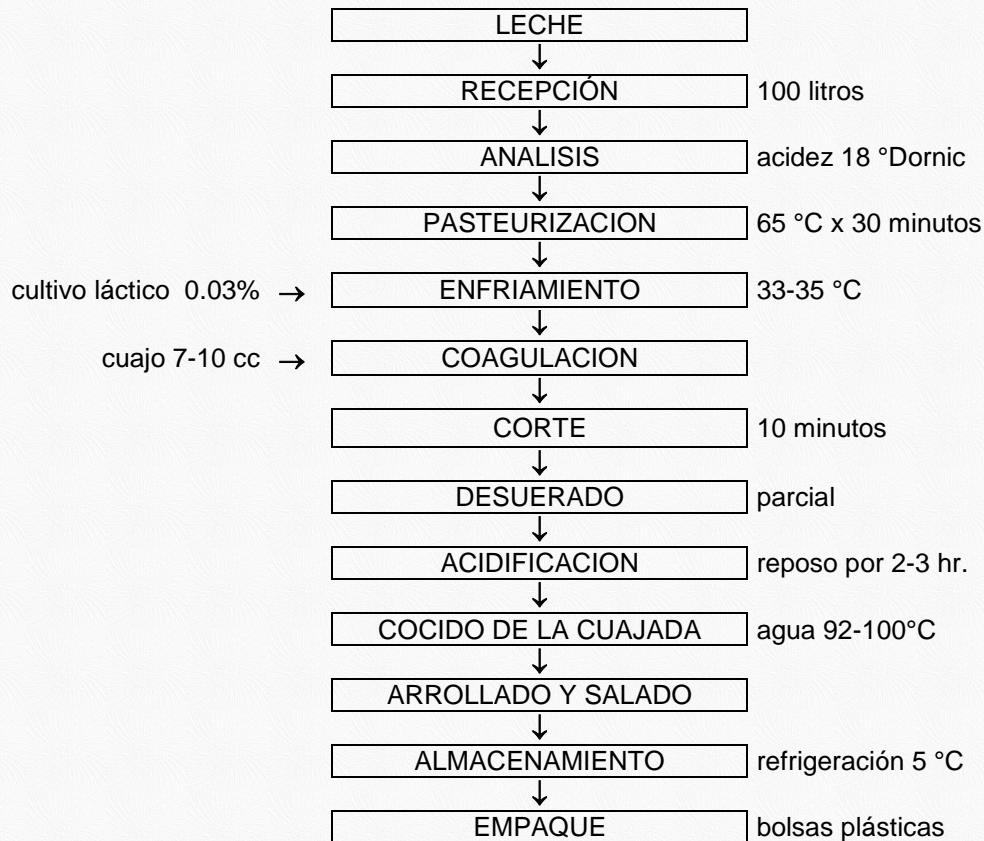 LECHE
↓
RECEPCIÓN 100 litros
↓
ANALISIS acidez 18 °Dornic
↓
PASTEURIZACION 65 °C x 30 minutos
↓
cultivo láctico 0.03% → ENFRIAMIENTO 33-35 °C
↓
cuajo 7-10 cc → COAGULACION
↓
CORTE 10 minutos
↓
DESUERADO parcial
↓
ACIDIFICACION reposo por 2-3 hr.
↓
COCIDO DE LA CUAJADA agua 92-100°C
↓
ARROLLADO Y SALADO
↓
ALMACENAMIENTO refrigeración 5 °C
↓
EMPAQUE bolsas plásticas